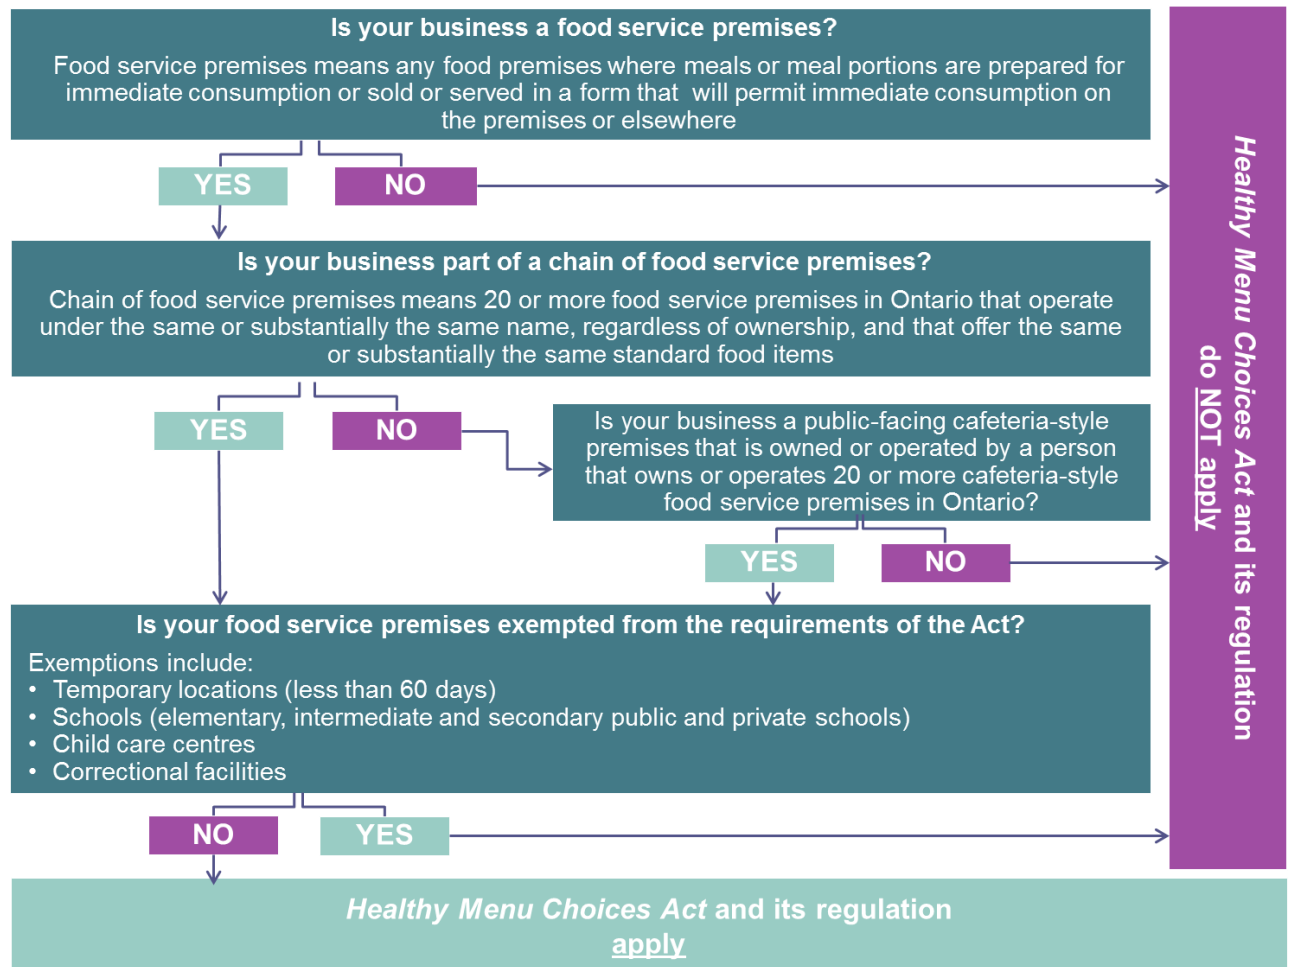 Is your business a food service premises?
Food service premises means any food premises where meals or meal portions are prepared for
immediate consumption or sold or served in a form that will permit immediate consumption on
the premises or elsewhere
YES
NO
Is your business part of a chain of food service premises?
Chain of food service premises means 20 or more food service premises in Ontario that operate
under the same or substantially the same name, regardless of ownership, and that offer the same
or substantially the same standard food items
YES
NO
Is your business a public-facing cafeteria-style
premises that is owned or operated by a person
that owns or operates 20 or more cafeteria-style
food service premises in Ontario?
YES
NO
Is your food service premises exempted from the requirements of the Act?
Exemptions include:
• Temporary locations (less than 60 days)
• Schools (elementary, intermediate and secondary public and private schools)
• Child care centres
• Correctional facilities
NO
YES
Healthy Menu Choices Act and its regulation
do NOT apply
Healthy Menu Choices Act and its regulation
apply